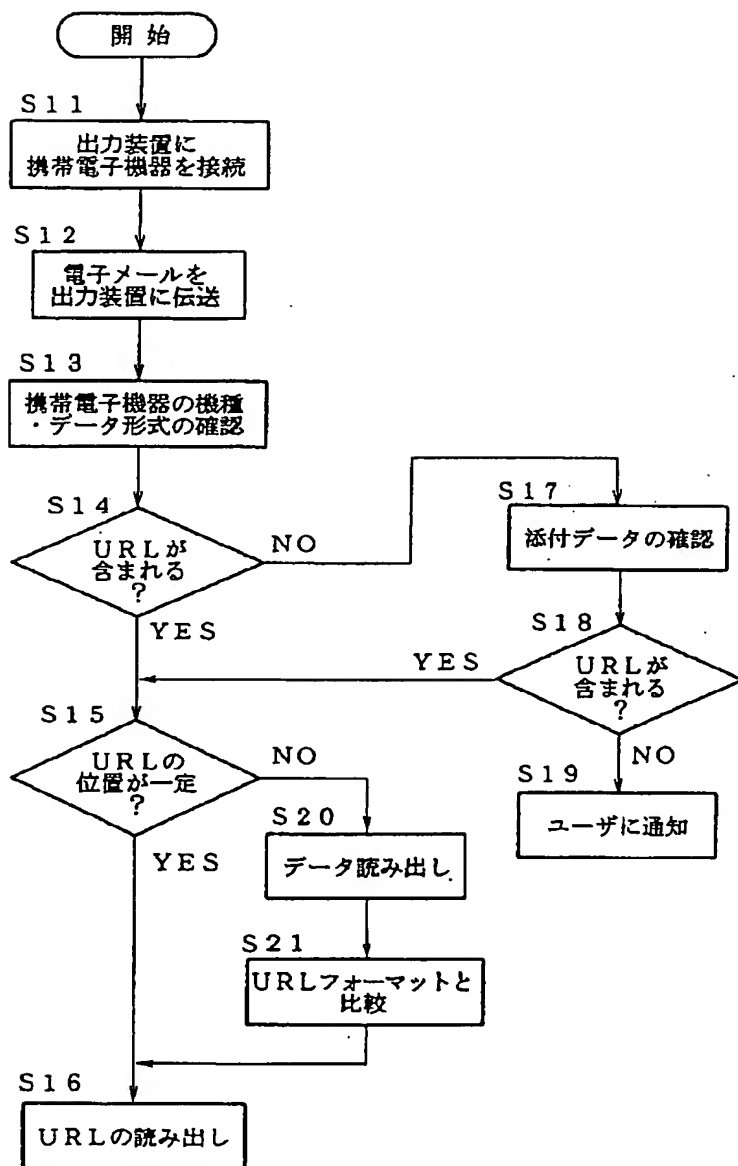 開始
S11
出力装置に
携帯電子機器を接続
S12
電子メールを
出力装置に伝送
S13
携帯電子機器の機種
・データ形式の確認
S14
URLが
含まれる
?
NO
YES
S17
添付データの確認
S18
URLが
含まれる
?
YES
NO
S19
ユーザに通知
S15
URLの
位置が一定
?
NO
YES
S20
データ読み出し
S21
URLフォーマットと
比較
S16
URLの読み出し